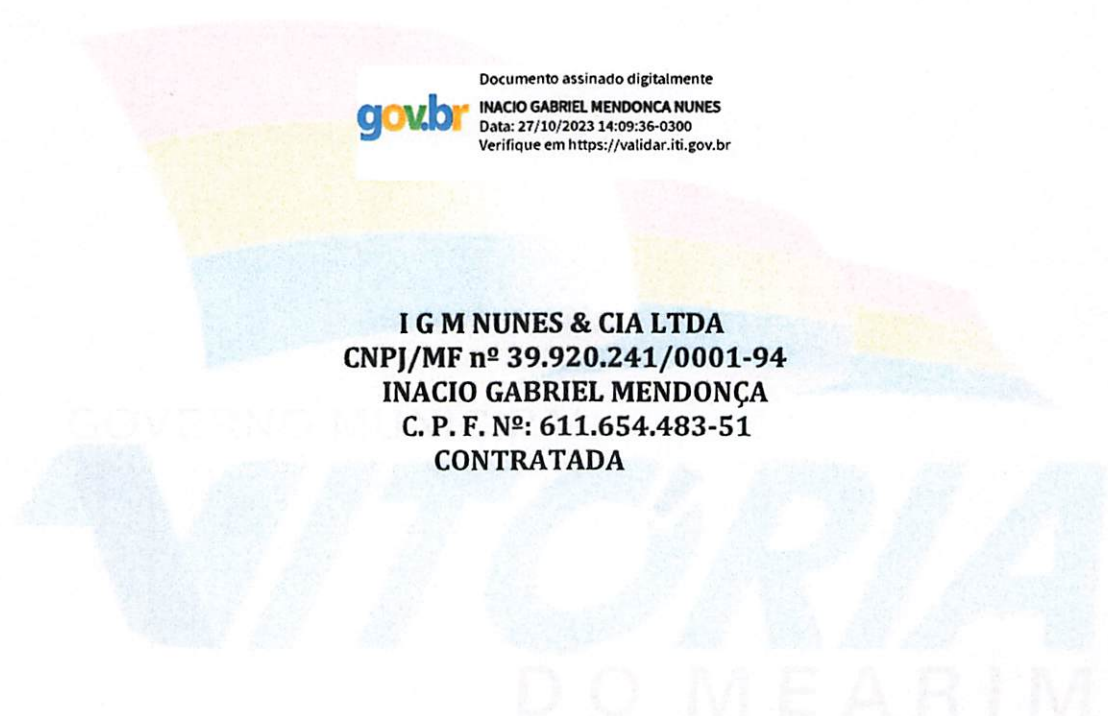 Documento assinado digitalmente
gov.br
INACIO GABRIEL MENDONCA NUNES
Data: 27/10/2023 14:09:36-0300
Verifique em https://validar.iti.gov.br
I G M NUNES & CIA LTDA
CNPJ/MF nº 39.920.241/0001-94
INACIO GABRIEL MENDONÇA
C. P. F. Nº: 611.654.483-51
CONTRATADA
GOVERNO MUNICIPAL
VITÓRIA
DO MEARIM